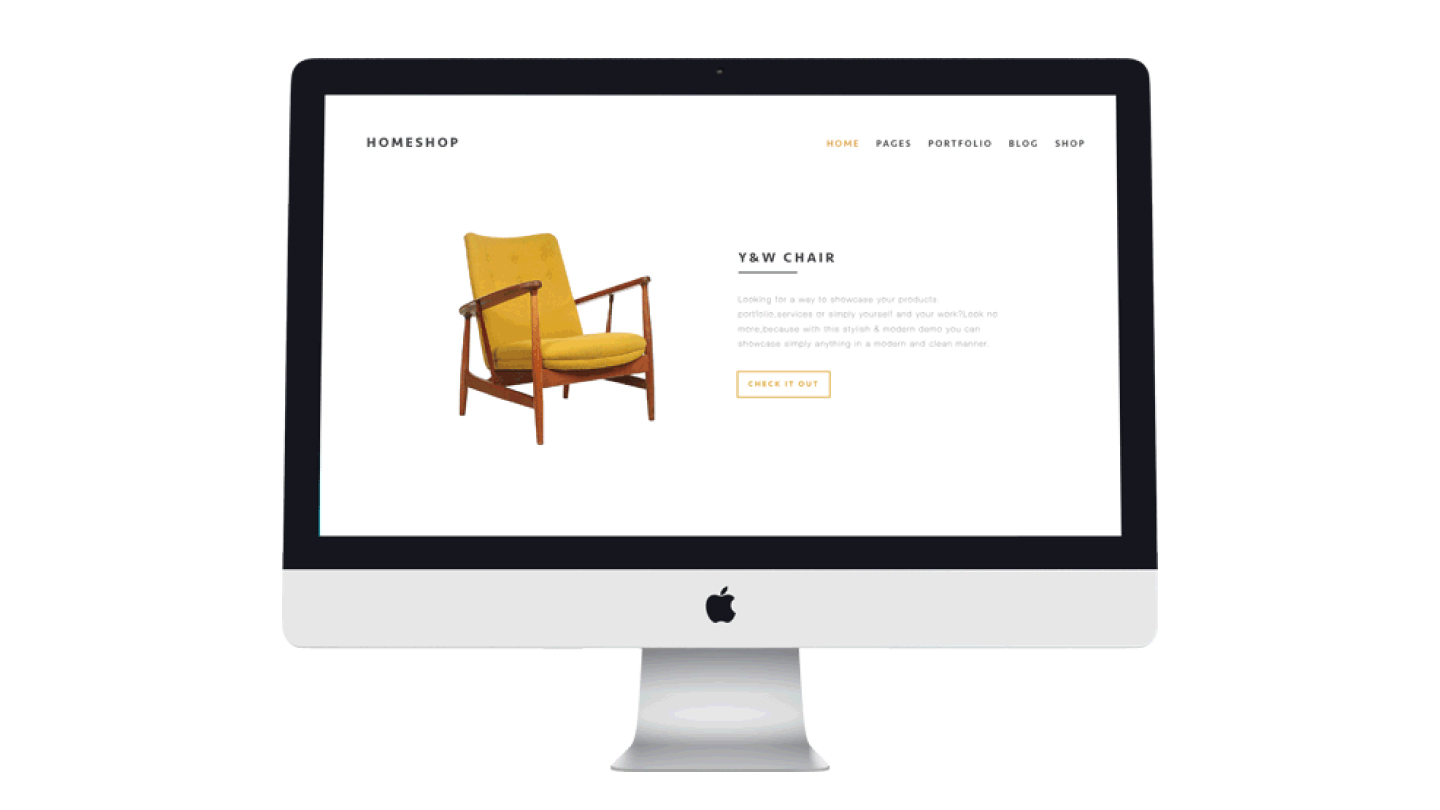 HOMESHOP
HOME PAGES PORTFOLIO BLOG SHOP
Y&W CHAIR
Looking for a way to showcase your products.
portfolio,services or simply yourself and your work?Look no
more,because with this stylish & modern demo you can
showcase simply anything in a modern and clean manner.
CHECK IT OUT